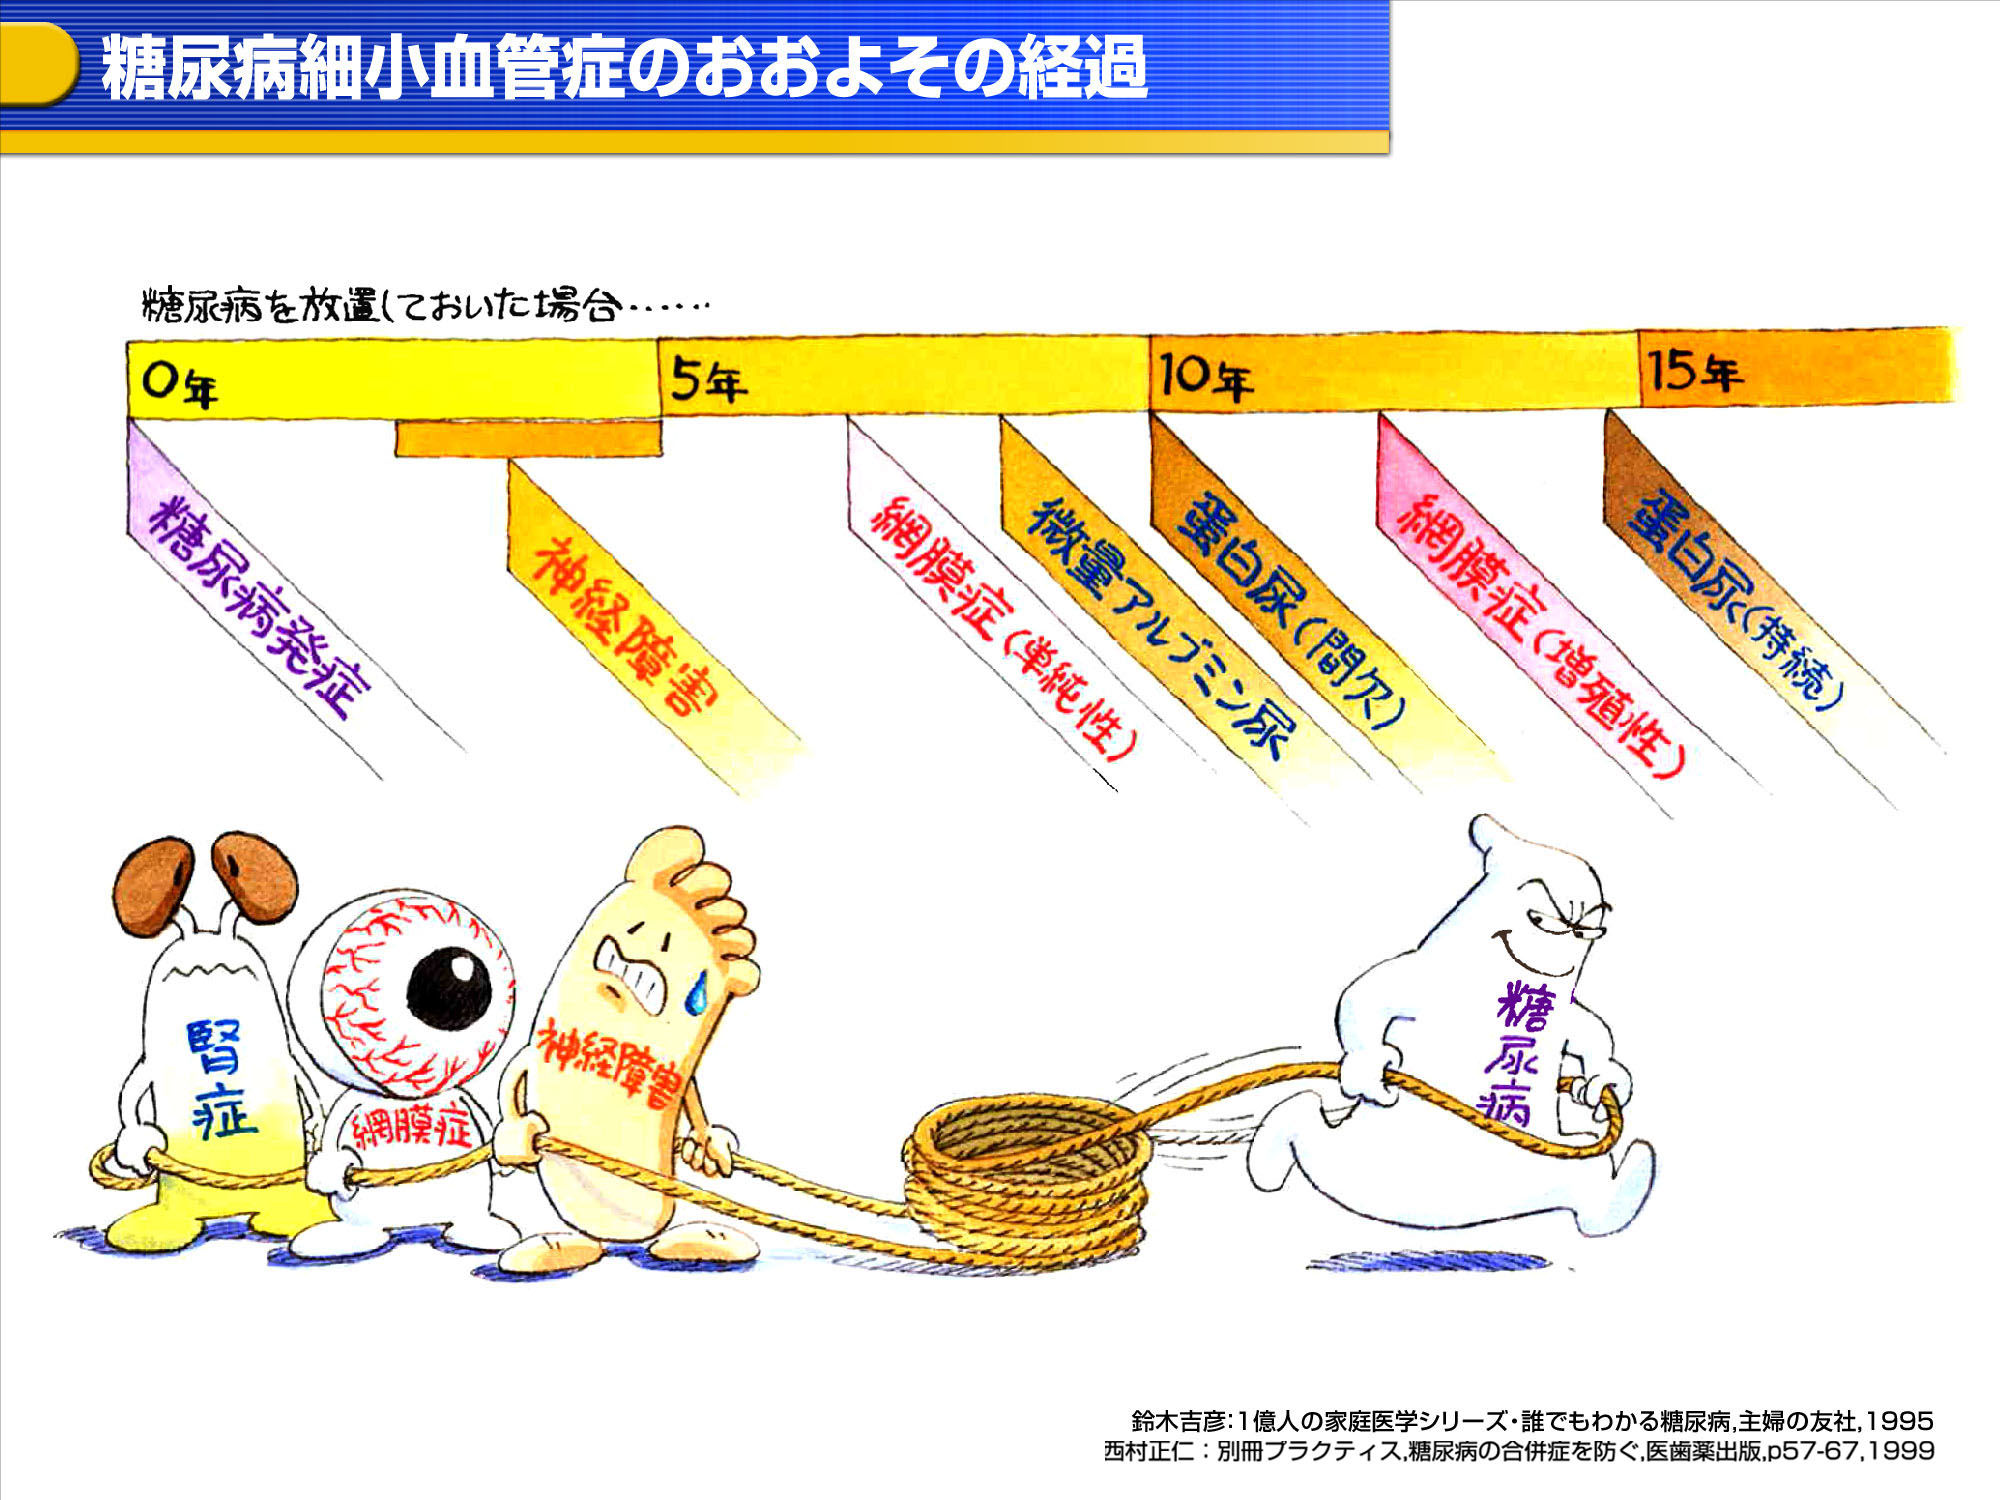 糖尿病細小血管症のおおよその経過
糖尿病を放置しておいた場合……
0年
5年
10年
15年
糖尿病発症
神経障害
網膜症(単純性)
微量アルブミン尿
蛋白尿(間欠)
網膜症(増殖性)
蛋白尿(持続)
腎症
網膜症
神経障害
糖尿病
鈴木吉彦:1億人の家庭医学シリーズ・誰でもわかる糖尿病,主婦の友社,1995
西村正仁:別冊プラクティス,糖尿病の合併症を防ぐ,医歯薬出版,p57-67,1999